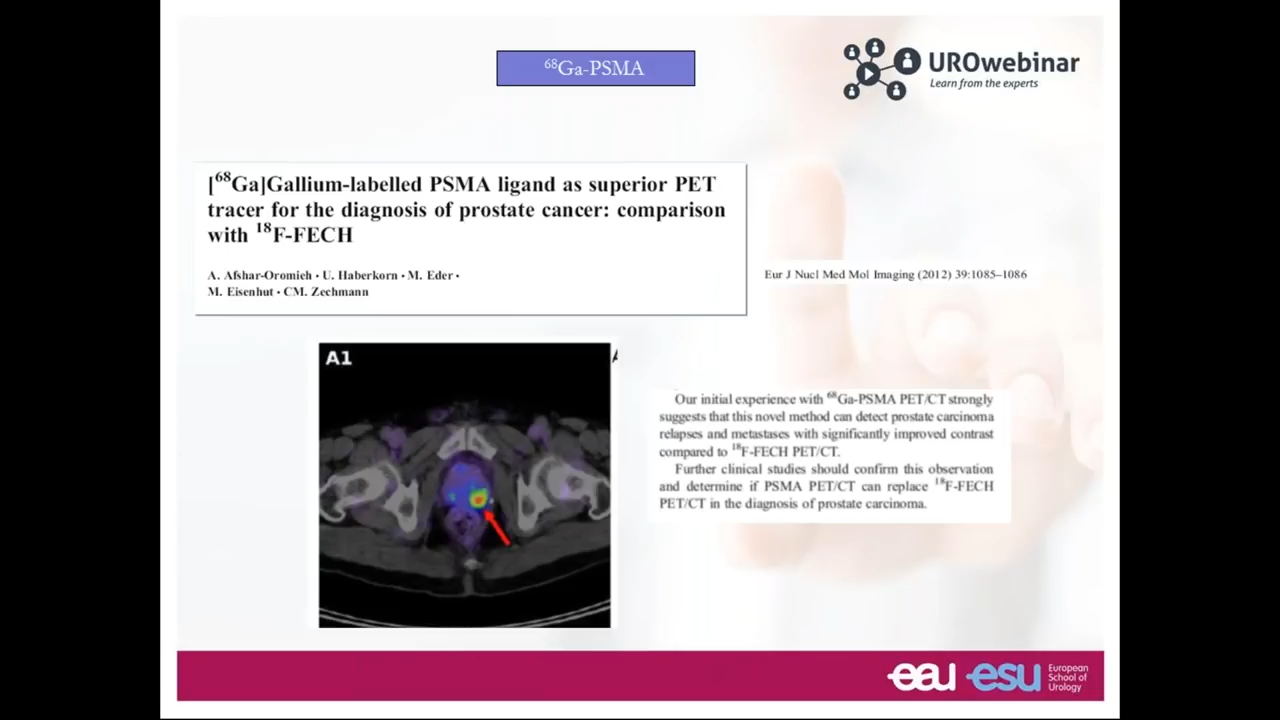 ⁶⁸Ga-PSMA
UROwebinar
Learn from the experts
[⁶⁸Ga]Gallium-labelled PSMA ligand as superior PET
tracer for the diagnosis of prostate cancer: comparison
with ¹⁸F-FECH
A. Afshar-Oromieh · U. Haberkorn · M. Eder ·
M. Eisenhut · CM. Zechmann
Eur J Nucl Med Mol Imaging (2012) 39:1085–1086
A1
Our initial experience with ⁶⁸Ga-PSMA PET/CT strongly
suggests that this novel method can detect prostate carcinoma
relapses and metastases with significantly improved contrast
compared to ¹⁸F-FECH PET/CT.
Further clinical studies should confirm this observation
and determine if PSMA PET/CT can replace ¹⁸F-FECH
PET/CT in the diagnosis of prostate carcinoma.
eau esu European
School of
Urology